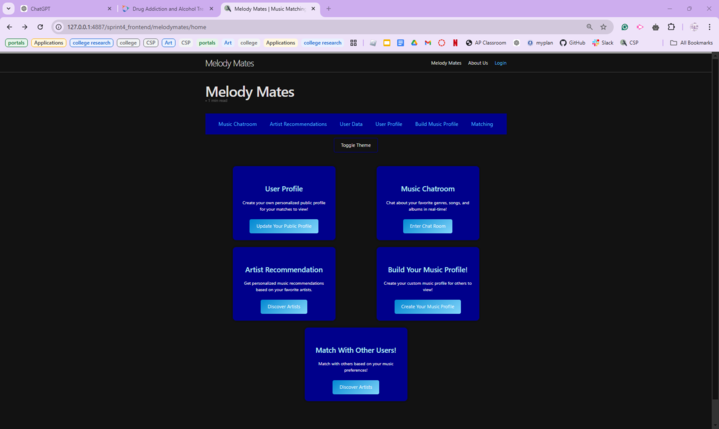 ChatGPT
Drug Addiction and Alcohol Tr
Melody Mates | Music Matching
127.0.0.1:4887/sprint4_frontend/melodymates/home
portals Applications college research college CSP Art CSP portals Art college Applications college research AP Classroom myplan GitHub Slack CSP All Bookmarks
Melody Mates Melody Mates About Us Login
Melody Mates
1 min read
Music Chatroom Artist Recommendations User Data User Profile Build Music Profile Matching
Toggle Theme
User Profile
Create your own personalized public profile
for your matches to view!
Update Your Public Profile
Music Chatroom
Chat about your favorite genres, songs, and
albums in real-time!
Enter Chat Room
Artist Recommendation
Get personalized music recommendations
based on your favorite artists.
Discover Artists
Build Your Music Profile!
Create your custom music profile for others to
view!
Create Your Music Profile
Match With Other Users!
Match with others based on your music
preferences!
Discover Artists